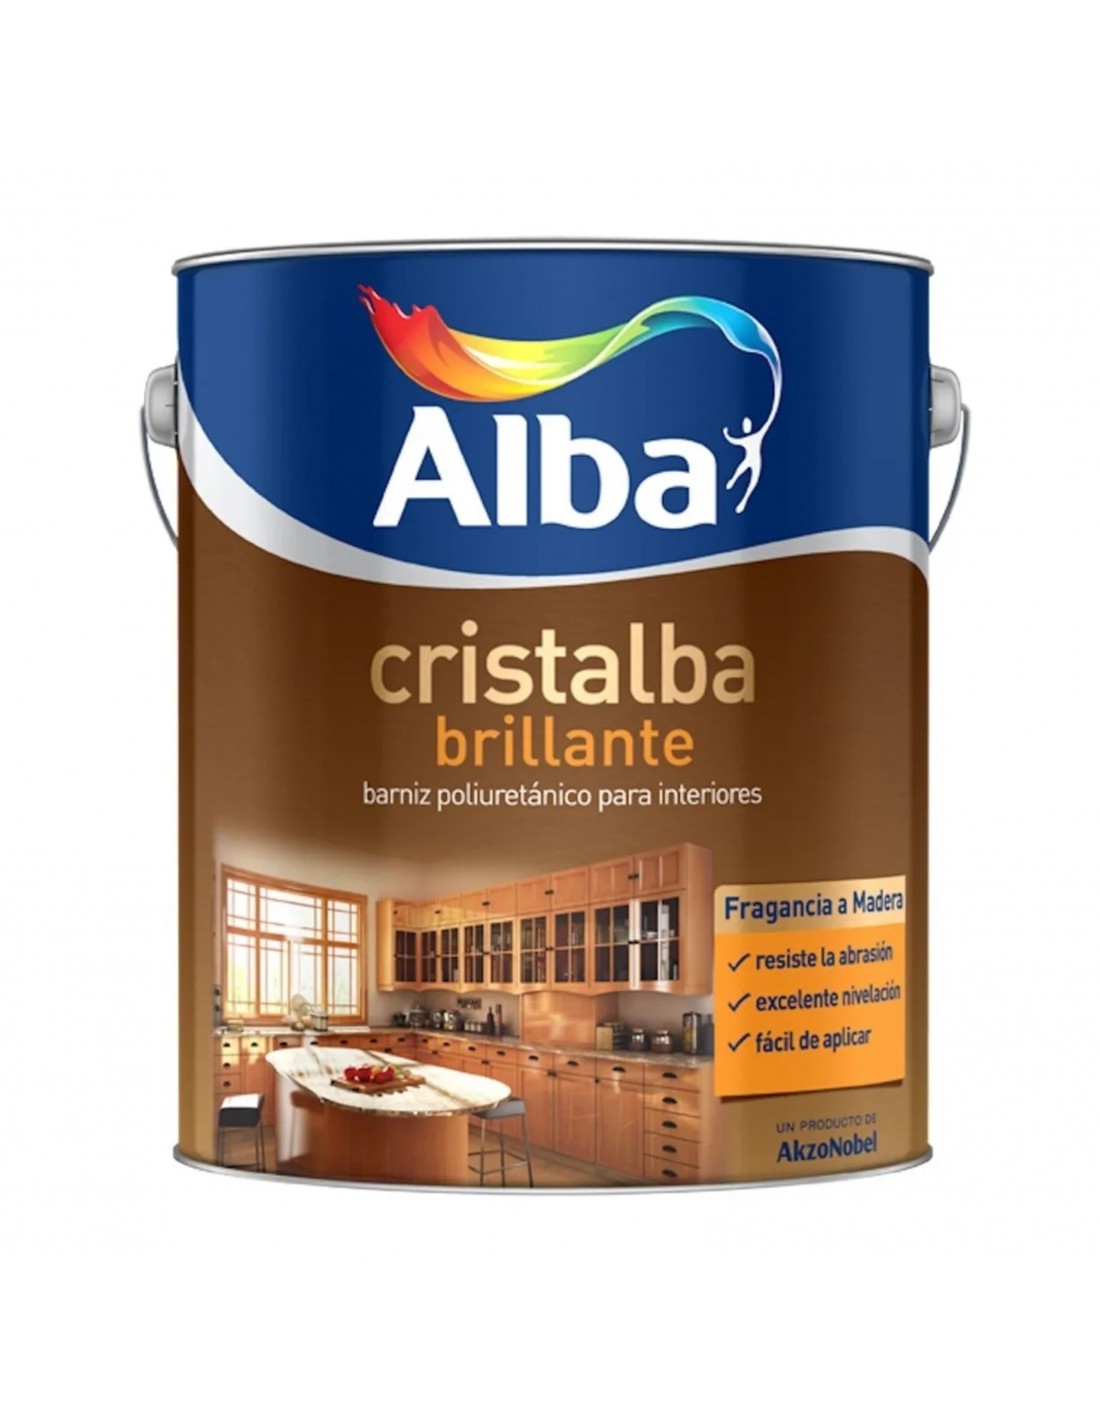 Alba
cristalba
brillante
barniz poliuretánico para interiores
Fragancia a Madera
resiste la abrasión
excelente nivelación
fácil de aplicar
UN PRODUCTO DE
AkzoNobel